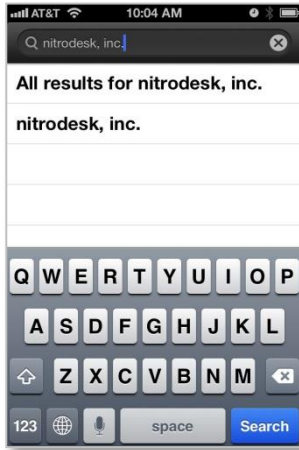 AT&T 10:04 AM
nitrodesk, inc.
All results for nitrodesk, inc.
nitrodesk, inc.
Q W E R T Y U I O P
A S D F G H J K L
Z X C V B N M
123 space Search